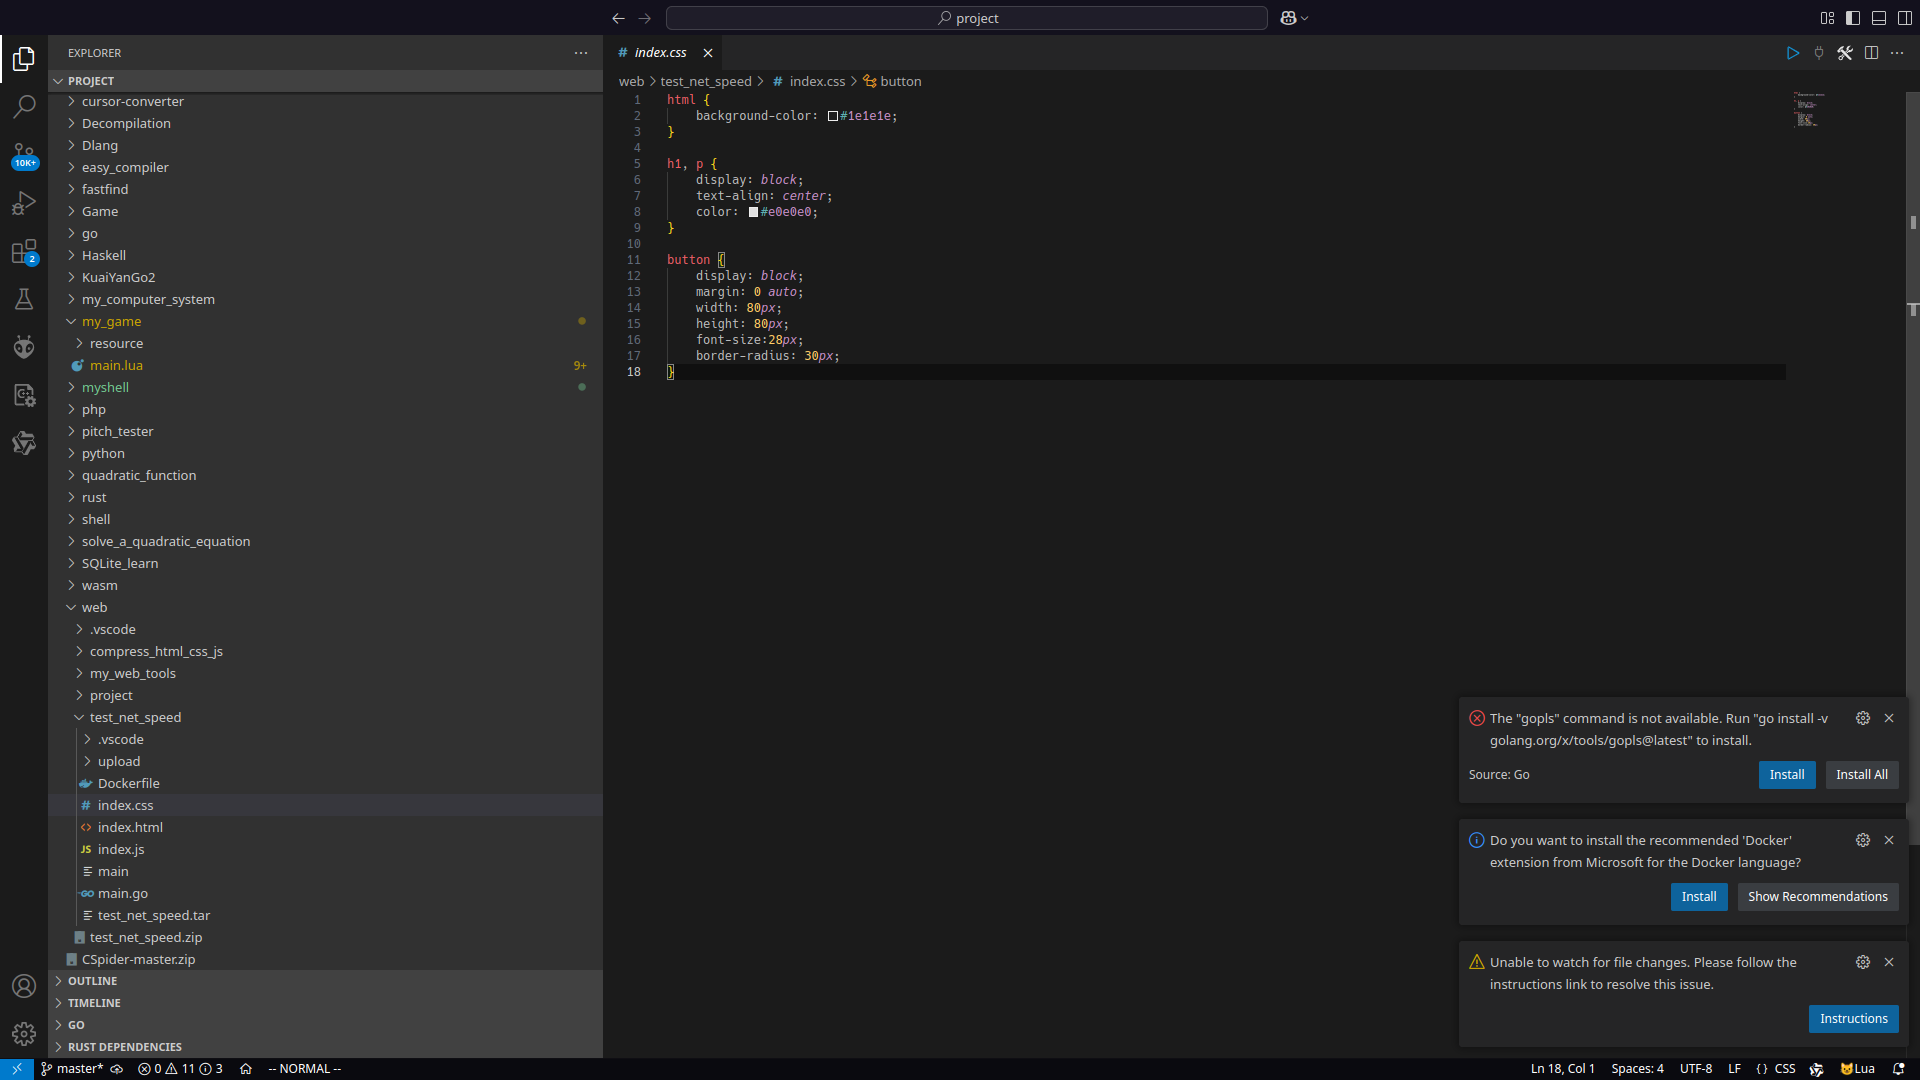 project
EXPLORER
PROJECT
cursor-converter
Decompilation
Dlang
easy_compiler
fastfind
Game
go
Haskell
KuaiYanGo2
my_computer_system
my_game
resource
main.lua 9+
myshell
php
pitch_tester
python
quadratic_function
rust
shell
solve_a_quadratic_equation
SQLite_learn
wasm
web
.vscode
compress_html_css_js
my_web_tools
project
test_net_speed
.vscode
upload
Dockerfile
# index.css
<> index.html
JS index.js
main
GO main.go
test_net_speed.tar
test_net_speed.zip
CSpider-master.zip
OUTLINE
TIMELINE
GO
RUST DEPENDENCIES
10K+
2
# index.css
web > test_net_speed > # index.css > button
1 html {
2 background-color: #1e1e1e;
3 }
4
5 h1, p {
6 display: block;
7 text-align: center;
8 color: #e0e0e0;
9 }
10
11 button {
12 display: block;
13 margin: 0 auto;
14 width: 80px;
15 height: 80px;
16 font-size:28px;
17 border-radius: 30px;
18 }
The "gopls" command is not available. Run "go install -v
golang.org/x/tools/gopls@latest" to install.
Source: Go
Install
Install All
Do you want to install the recommended 'Docker'
extension from Microsoft for the Docker language?
Install
Show Recommendations
Unable to watch for file changes. Please follow the
instructions link to resolve this issue.
Instructions
master* 0 11 3 -- NORMAL -- Ln 18, Col 1 Spaces: 4 UTF-8 LF { } CSS Lua